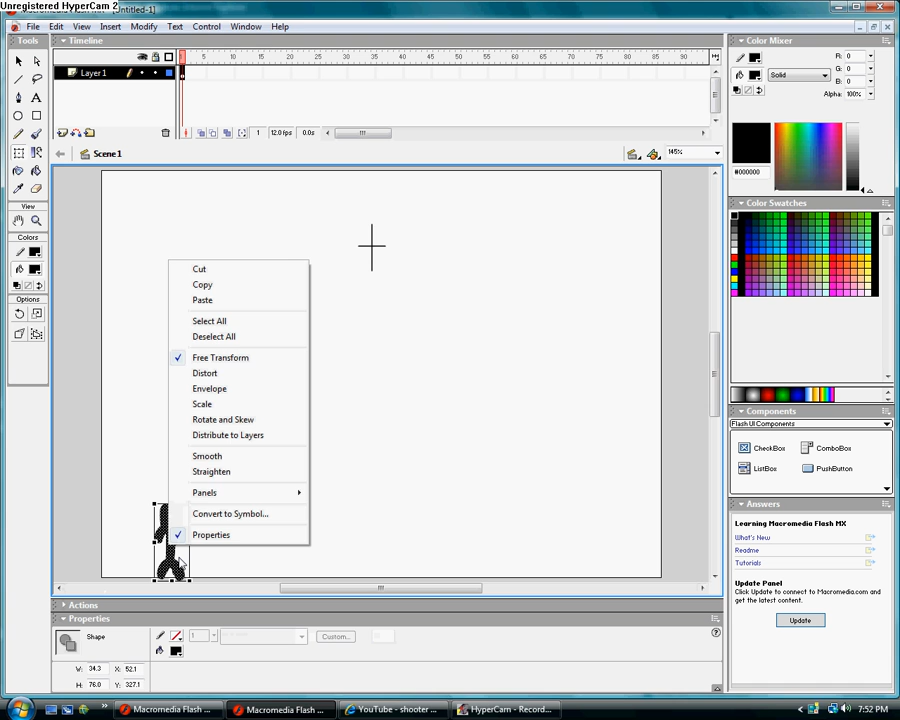 Unregistered HyperCam 2
Untitled-1]
File Edit View Insert Modify Text Control Window Help
Tools
Timeline
Color Mixer
5 10 15 20 25 30 35 40 45 50 55 60 65 70 75 80 85 90
Layer 1
1 12.0 fps 0.0s
Scene 1
145%
Solid
R: 0
G: 0
B: 0
Alpha: 100%
#000000
Color Swatches
View
Colors
Options
Cut
Copy
Paste
Select All
Deselect All
Free Transform
Distort
Envelope
Scale
Rotate and Skew
Distribute to Layers
Smooth
Straighten
Panels
Convert to Symbol...
Properties
Components
Flash UI Components
CheckBox
ComboBox
ListBox
PushButton
Answers
Learning Macromedia Flash MX
What's New
Readme
Tutorials
Update Panel
Click Update to connect to Macromedia.com and
get the latest content.
Update
Actions
Properties
Shape
1
Custom...
W: 34.3 X: 52.1
H: 76.0 Y: 327.1
Macromedia Flash ...
Macromedia Flash ...
YouTube - shooter ...
HyperCam - Record...
7:52 PM